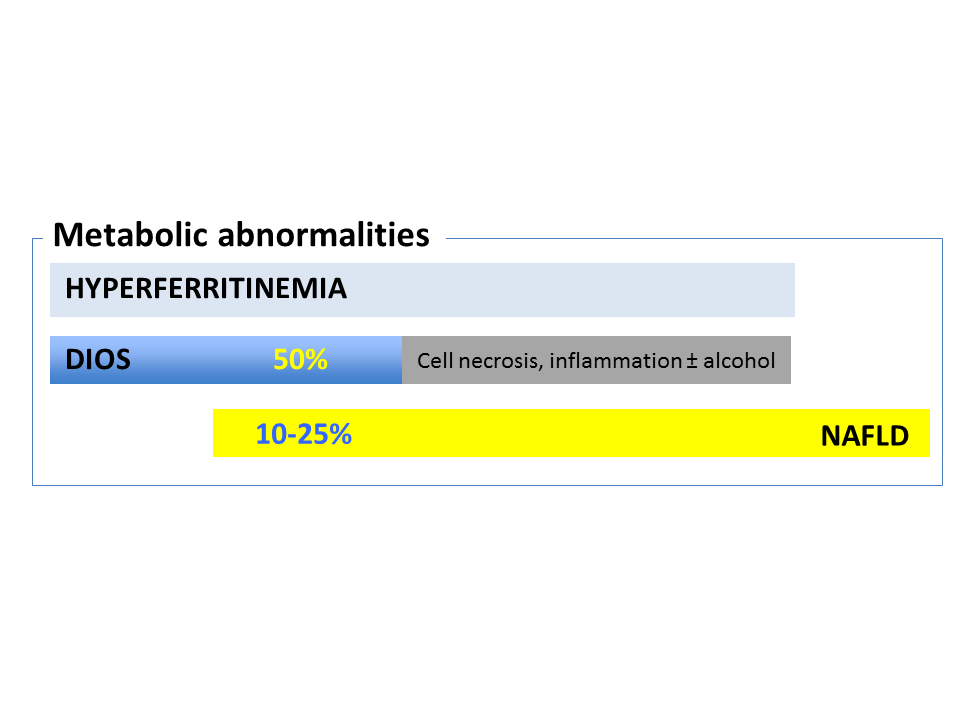 Metabolic abnormalities
HYPERFERRITINEMIA
DIOS 50% Cell necrosis, inflammation ± alcohol
10-25% NAFLD